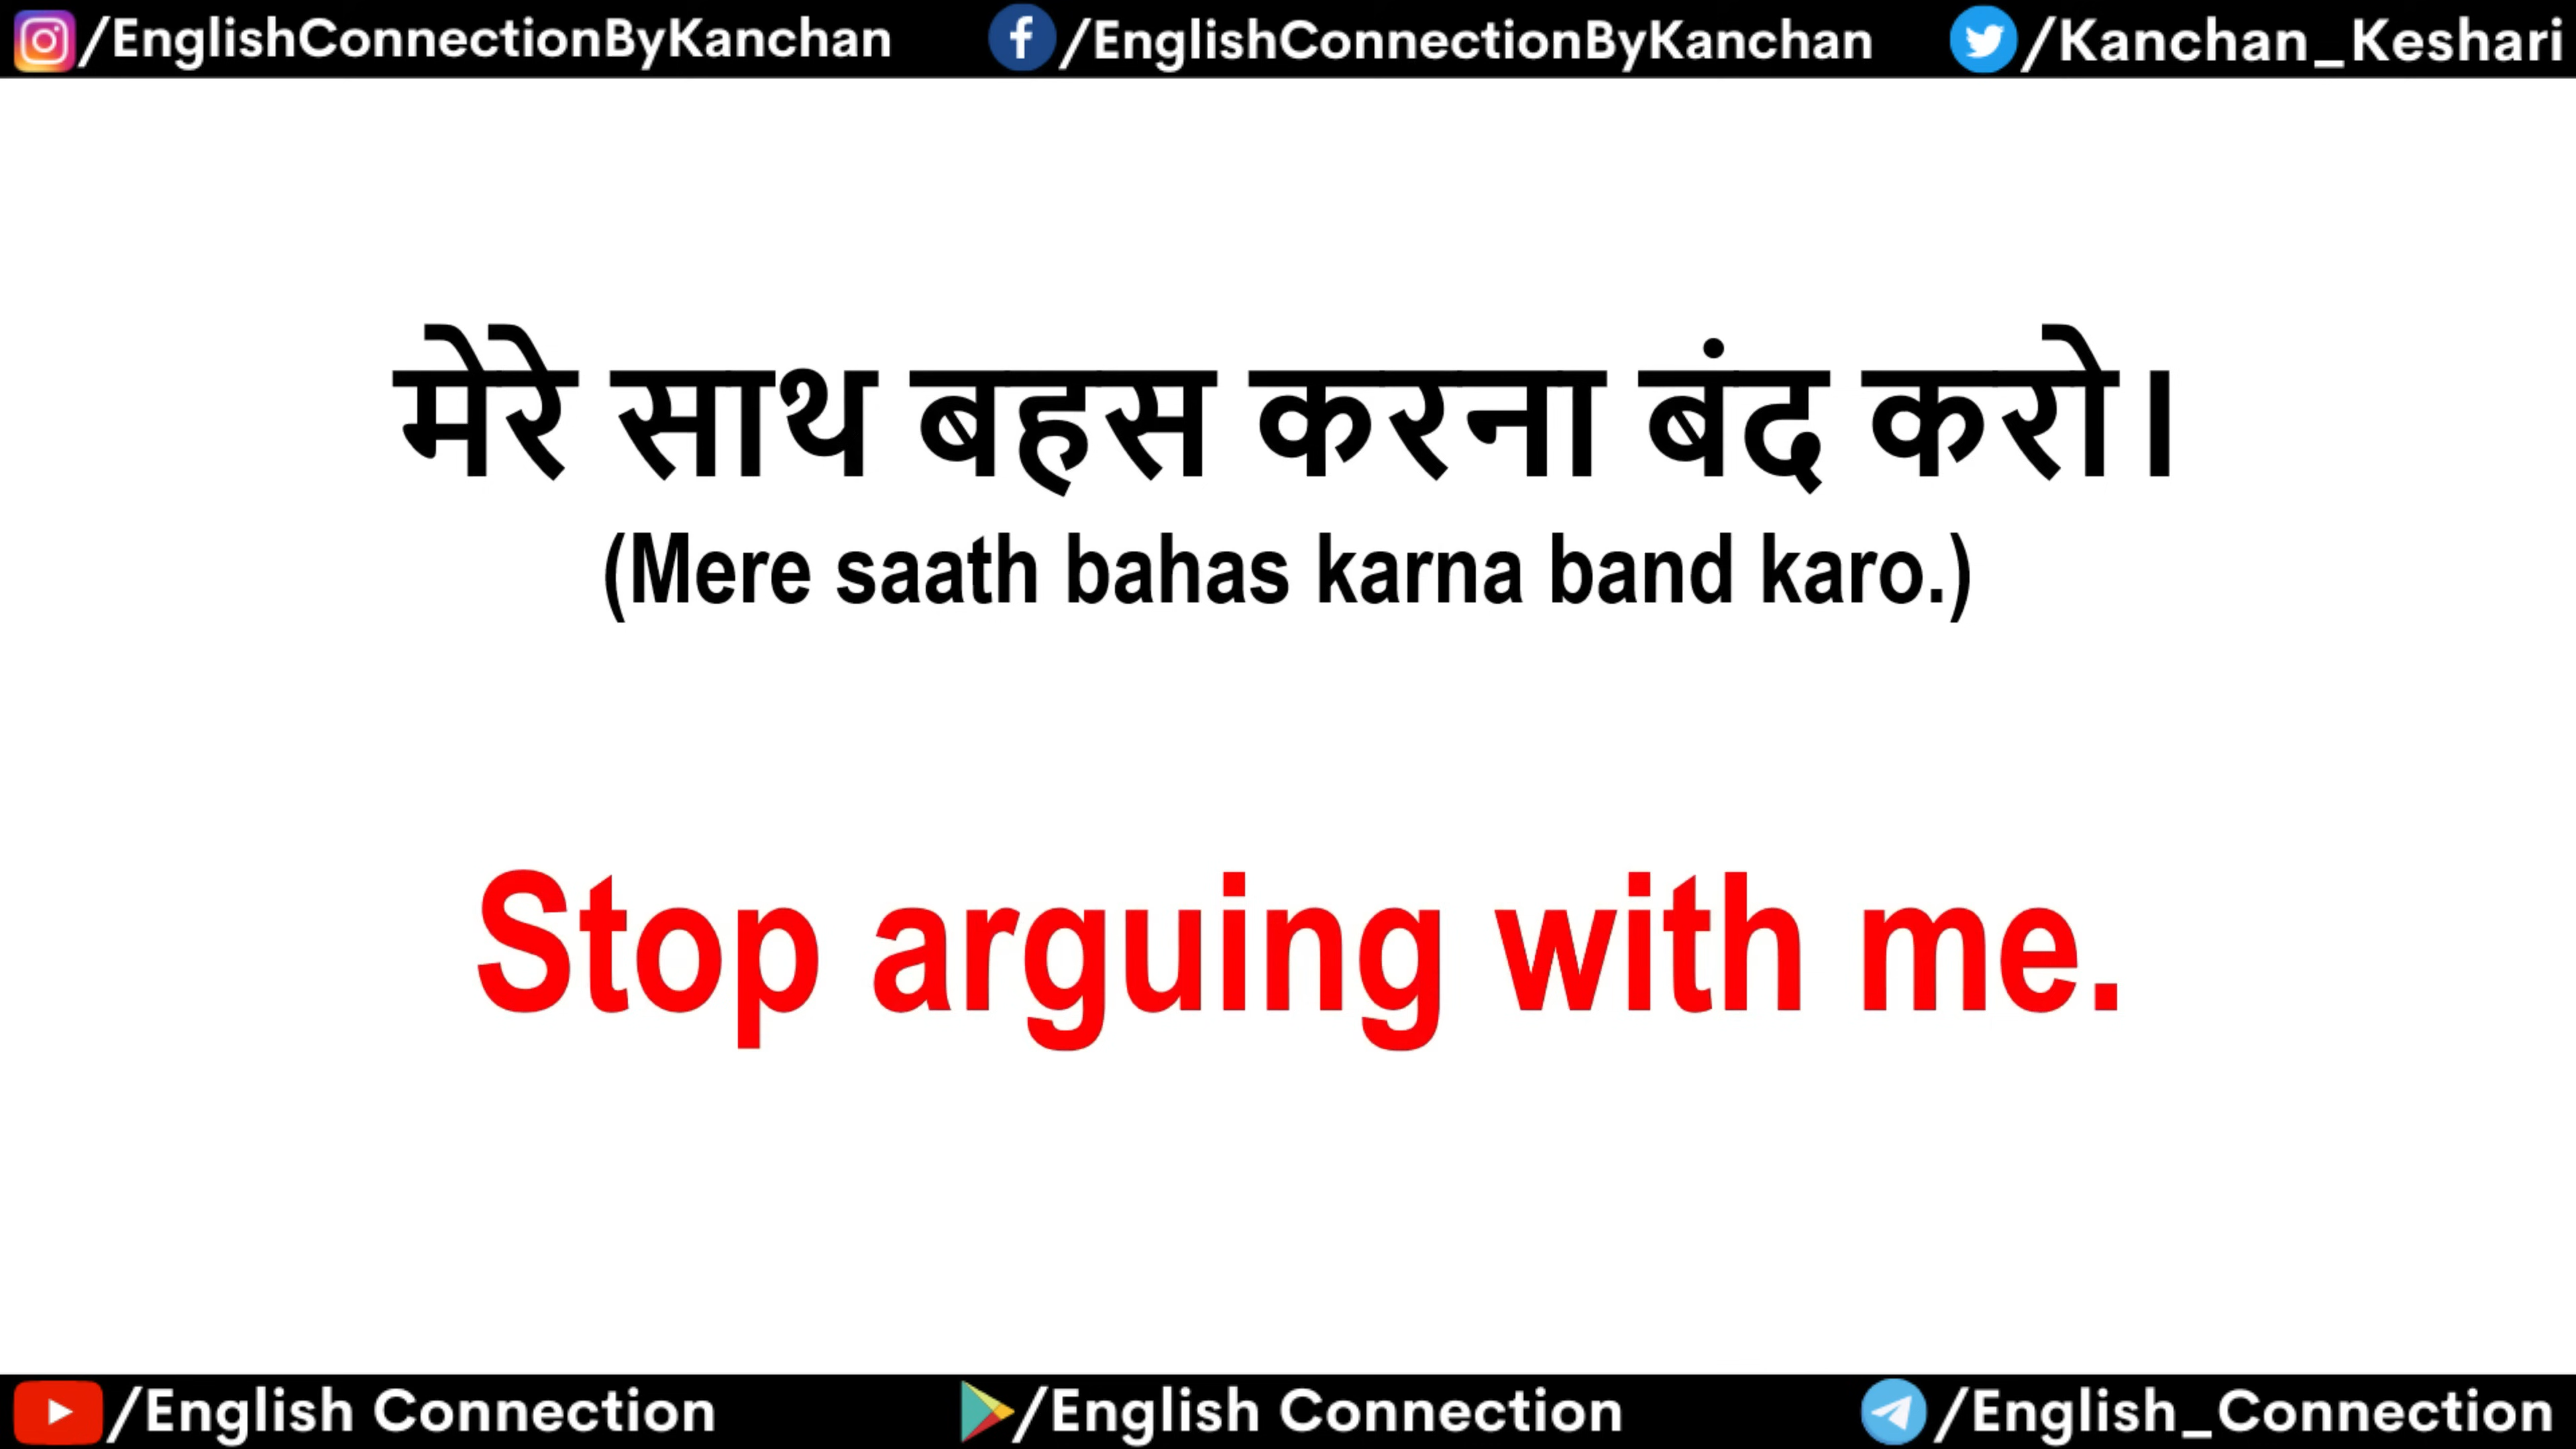 /EnglishConnectionByKanchan /EnglishConnectionByKanchan /Kanchan_Keshari
मेरे साथ बहस करना बंद करो।
(Mere saath bahas karna band karo.)
Stop arguing with me.
/English Connection /English Connection /English_Connection